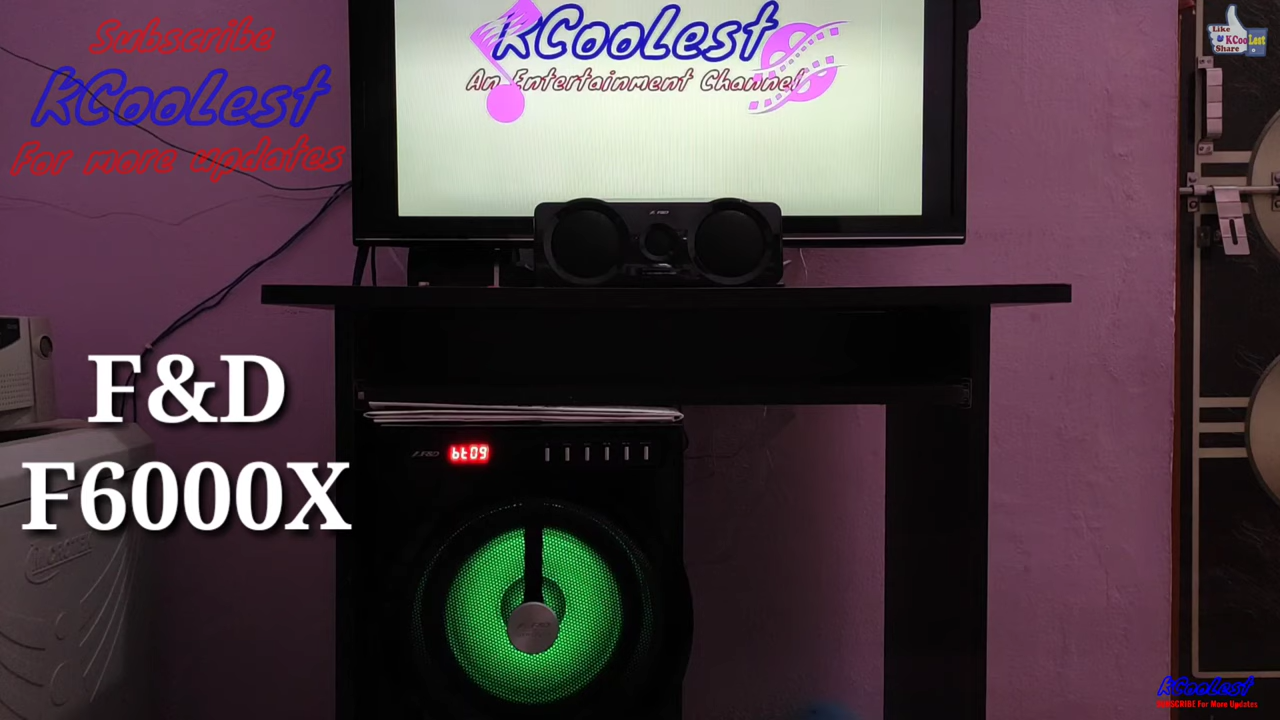 Subscribe
KCooLest
For more updates
KCooLest
An Entertainment Channel
Like
KCooLest
Share
F&D
F6000X
bt09
KCooLest
SUBSCRIBE For More Updates